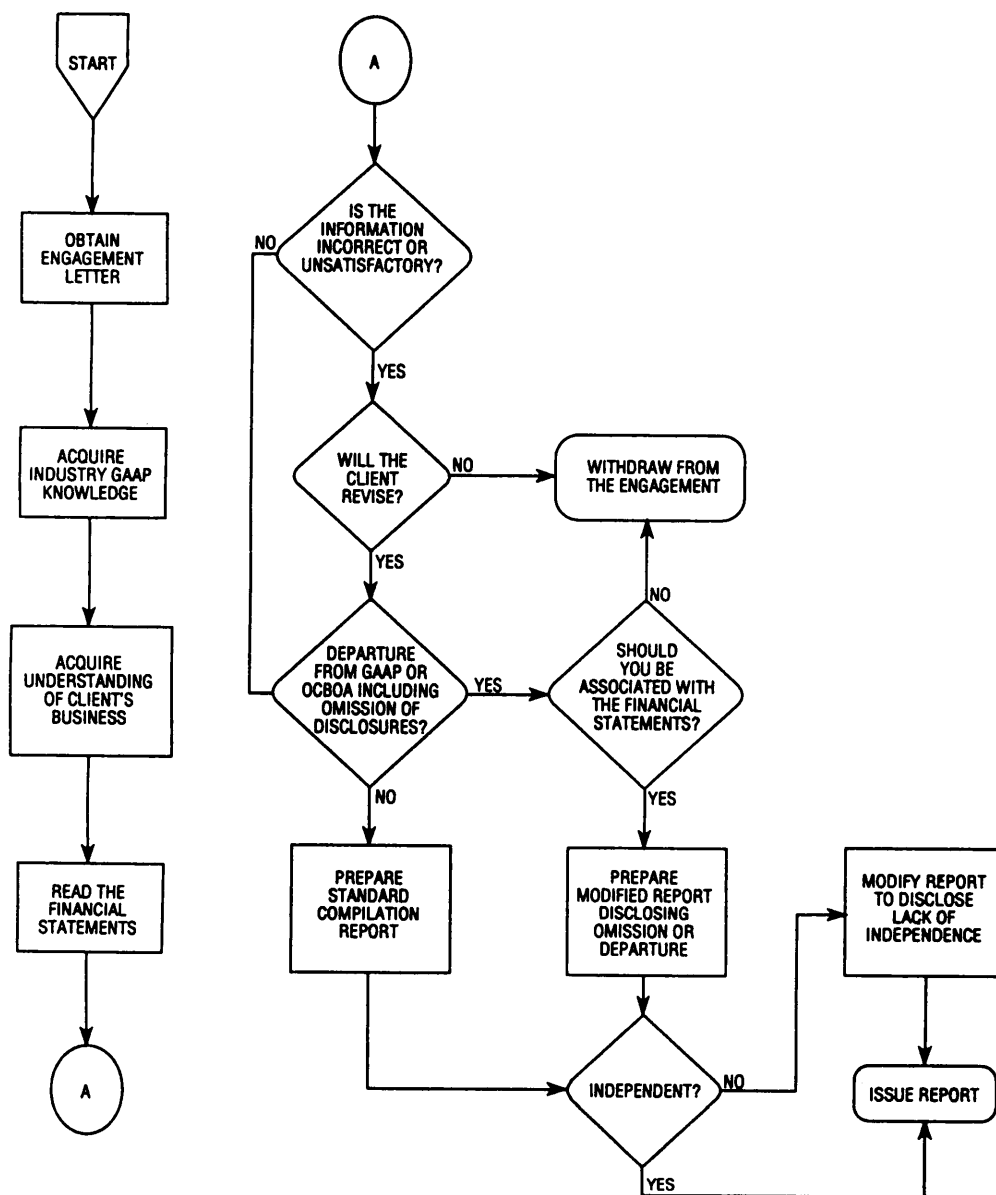 START
OBTAIN
ENGAGEMENT
LETTER
ACQUIRE
INDUSTRY GAAP
KNOWLEDGE
ACQUIRE
UNDERSTANDING
OF CLIENT'S
BUSINESS
READ THE
FINANCIAL
STATEMENTS
A
A
IS THE
INFORMATION
INCORRECT OR
UNSATISFACTORY?
NO
YES
WILL THE
CLIENT
REVISE?
NO
WITHDRAW FROM
THE ENGAGEMENT
YES
DEPARTURE
FROM GAAP OR
OCBOA INCLUDING
OMISSION OF
DISCLOSURES?
YES
NO
SHOULD
YOU BE
ASSOCIATED WITH
THE FINANCIAL
STATEMENTS?
NO
YES
PREPARE
STANDARD
COMPILATION
REPORT
PREPARE
MODIFIED REPORT
DISCLOSING
OMISSION OR
DEPARTURE
MODIFY REPORT
TO DISCLOSE
LACK OF
INDEPENDENCE
INDEPENDENT?
NO
ISSUE REPORT
YES